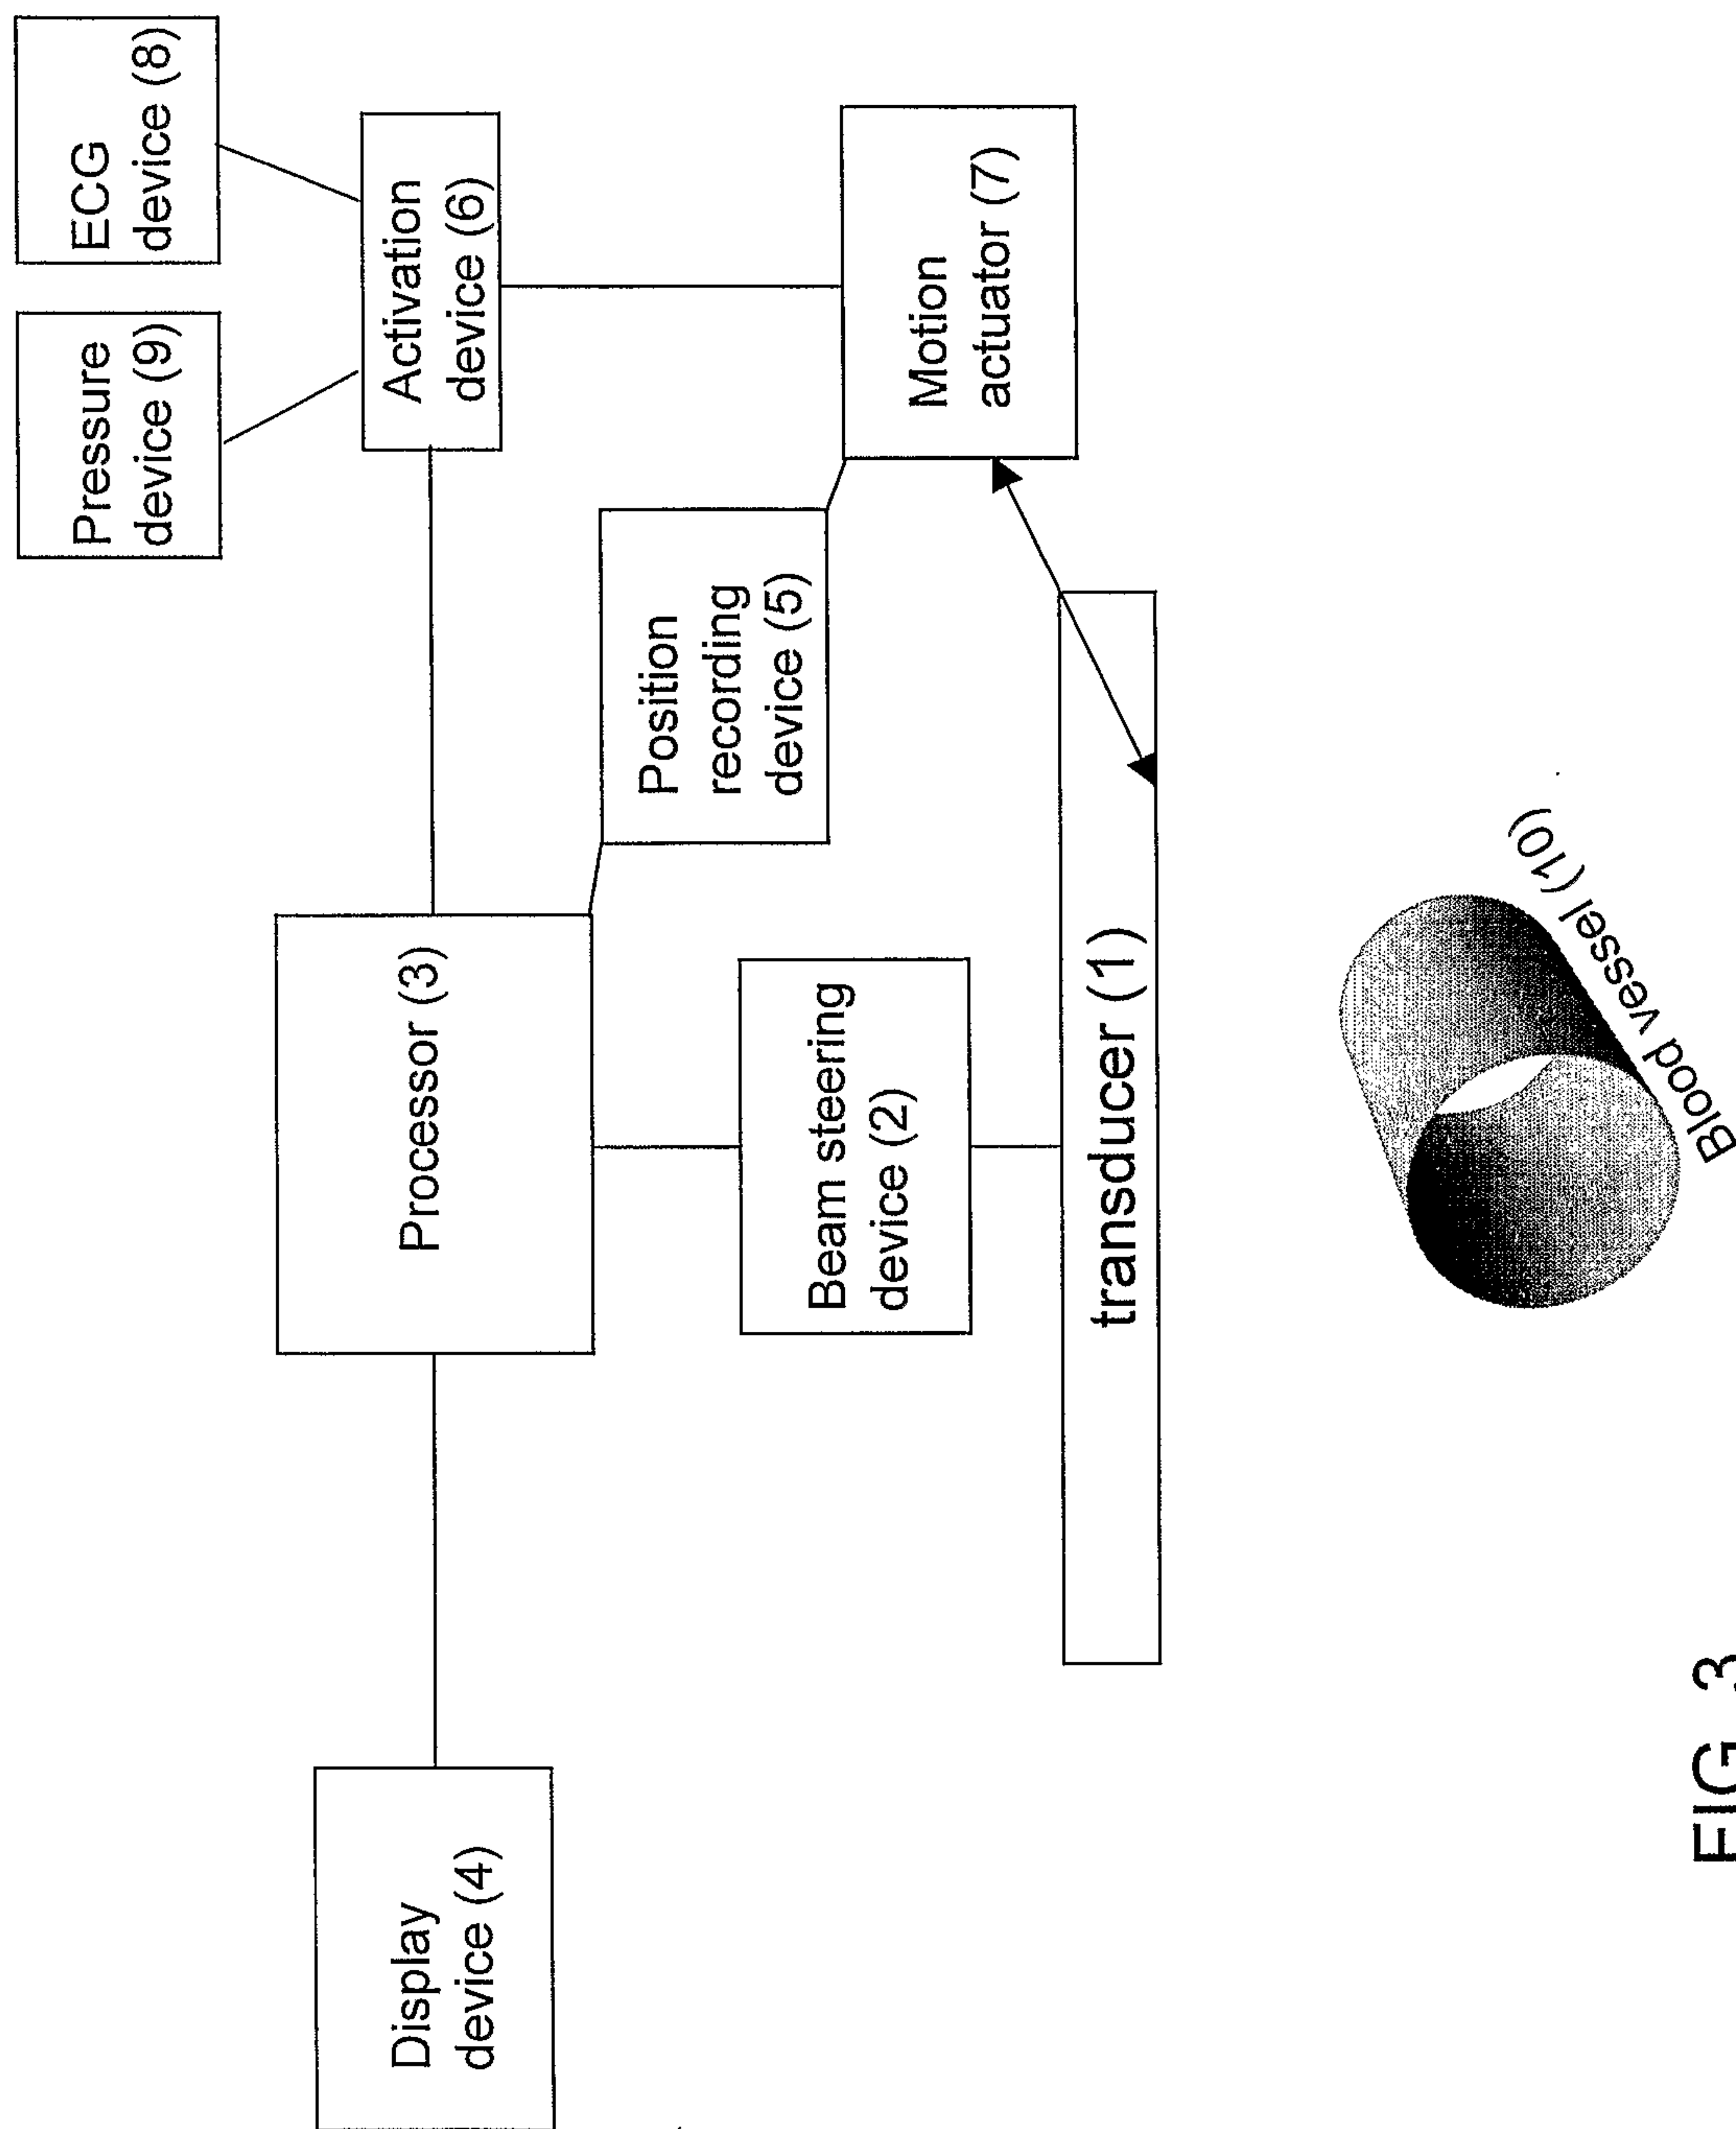 ECG
device (8)
Pressure
device (9)
Activation
device (6)
Motion
actuator (7)
Position
recording
device (5)
Processor (3)
Beam steering
device (2)
transducer (1)
Display
device (4)
Blood vessel (10)
FIG 3